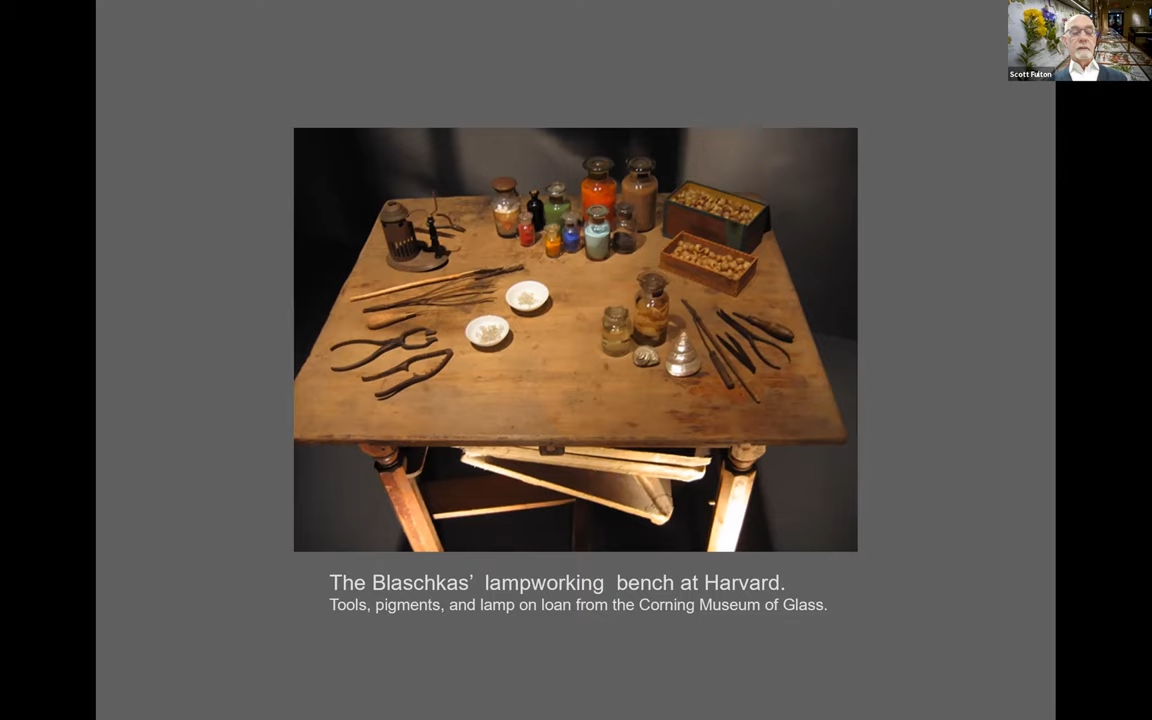 Scott Fulton
The Blaschkas’ lampworking bench at Harvard.
Tools, pigments, and lamp on loan from the Corning Museum of Glass.